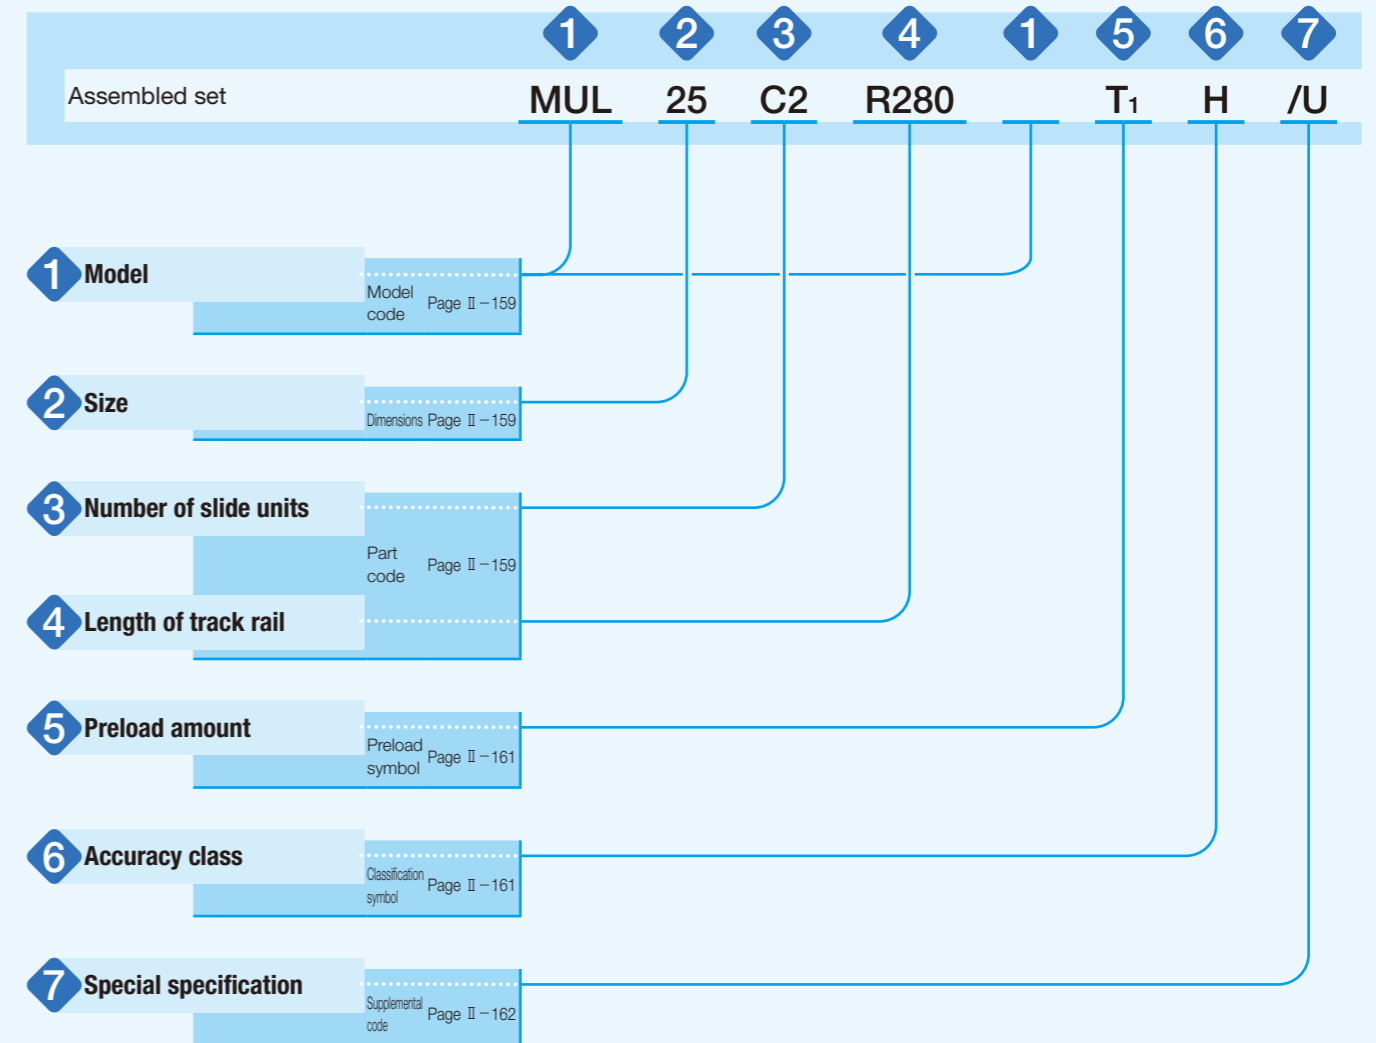 1 2 3 4 1 5 6 7
Assembled set MUL 25 C2 R280 T1 H /U
1 Model
Model code Page Ⅱ－159
2 Size
Dimensions Page Ⅱ－159
3 Number of slide units
Part code Page Ⅱ－159
4 Length of track rail
5 Preload amount
Preload symbol Page Ⅱ－161
6 Accuracy class
Classification symbol Page Ⅱ－161
7 Special specification
Supplemental code Page Ⅱ－162